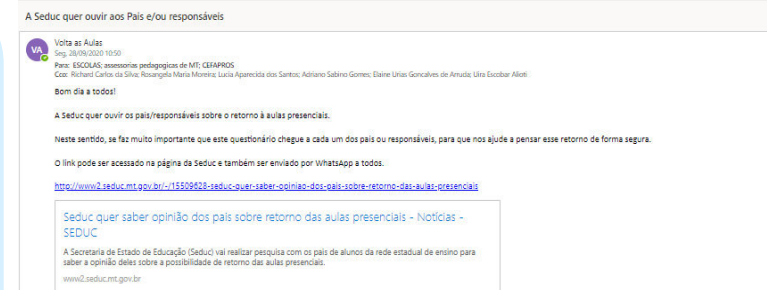 A Seduc quer ouvir aos Pais e/ou responsáveis
VA
Volta as Aulas
Seg, 28/09/2020 10:50
Para: ESCOLAS; assessorias pedagogicas de MT; CEFAPROS
Cco: Richard Carlos da Silva; Rosangela Maria Moreira; Lucia Aparecida dos Santos; Adriano Sabino Gomes; Elaine Urias Goncalves de Arruda; Uira Escobar Alioti
Bom dia a todos!
A Seduc quer ouvir os pais/responsáveis sobre o retorno à aulas presenciais.
Neste sentido, se faz muito importante que este questionário chegue a cada um dos pais ou responsáveis, para que nos ajude a pensar esse retorno de forma segura.
O link pode ser acessado na página da Seduc e também ser enviado por WhatsApp a todos.
http://www2.seduc.mt.gov.br/-/15509628-seduc-quer-saber-opiniao-dos-pais-sobre-retorno-das-aulas-presenciais
Seduc quer saber opinião dos pais sobre retorno das aulas presenciais - Notícias -
SEDUC
A Secretaria de Estado de Educação (Seduc) vai realizar pesquisa com os pais de alunos da rede estadual de ensino para
saber a opinião deles sobre a possibilidade de retorno das aulas presenciais.
www2.seduc.mt.gov.br